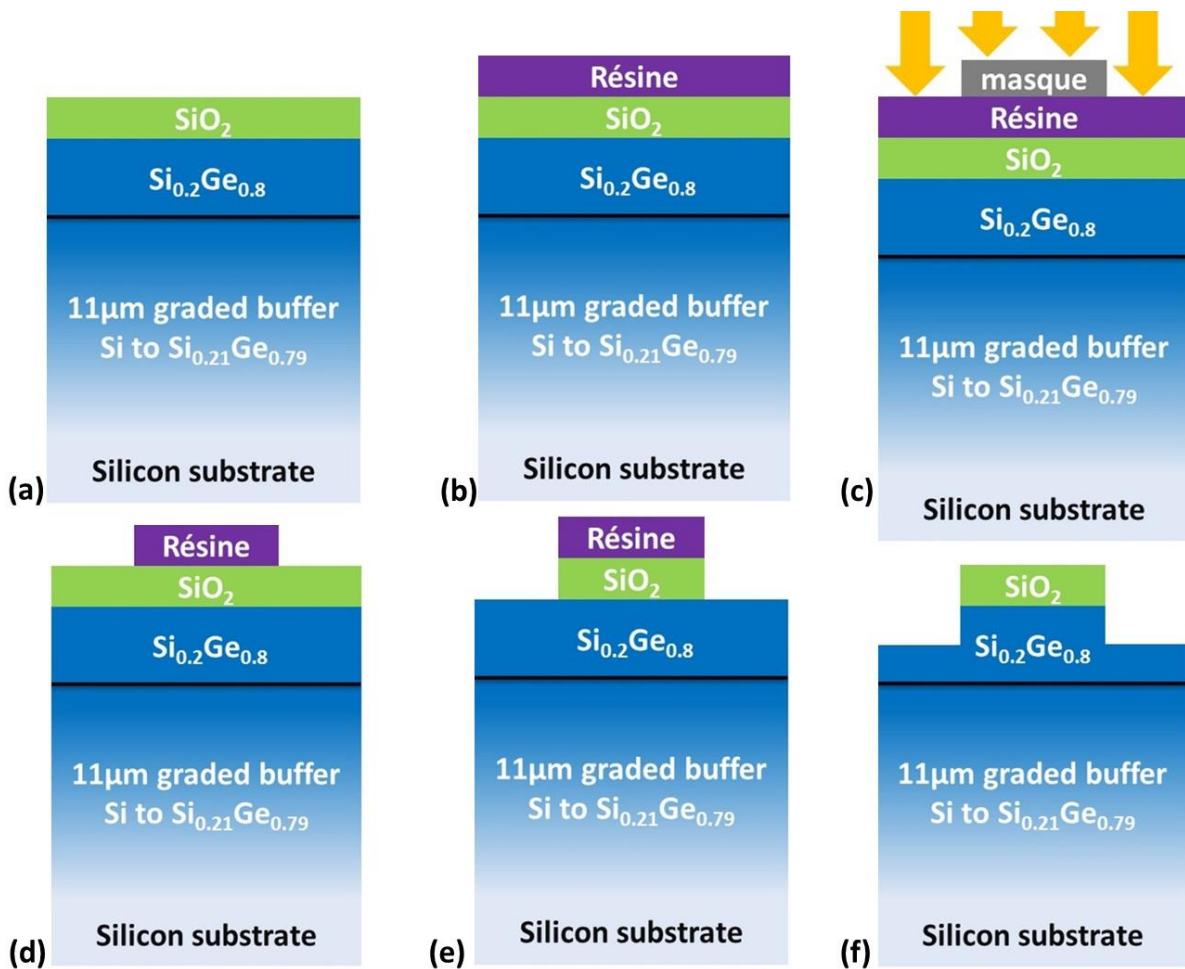 SiO₂
Si₀.₂Ge₀.₈
11µm graded buffer
Si to Si₀.₂₁Ge₀.₇₉
Silicon substrate
(a)
Résine
SiO₂
Si₀.₂Ge₀.₈
11µm graded buffer
Si to Si₀.₂₁Ge₀.₇₉
Silicon substrate
(b)
masque
Résine
SiO₂
Si₀.₂Ge₀.₈
11µm graded buffer
Si to Si₀.₂₁Ge₀.₇₉
Silicon substrate
(c)
Résine
SiO₂
Si₀.₂Ge₀.₈
11µm graded buffer
Si to Si₀.₂₁Ge₀.₇₉
Silicon substrate
(d)
Résine
SiO₂
Si₀.₂Ge₀.₈
11µm graded buffer
Si to Si₀.₂₁Ge₀.₇₉
Silicon substrate
(e)
SiO₂
Si₀.₂Ge₀.₈
11µm graded buffer
Si to Si₀.₂₁Ge₀.₇₉
Silicon substrate
(f)